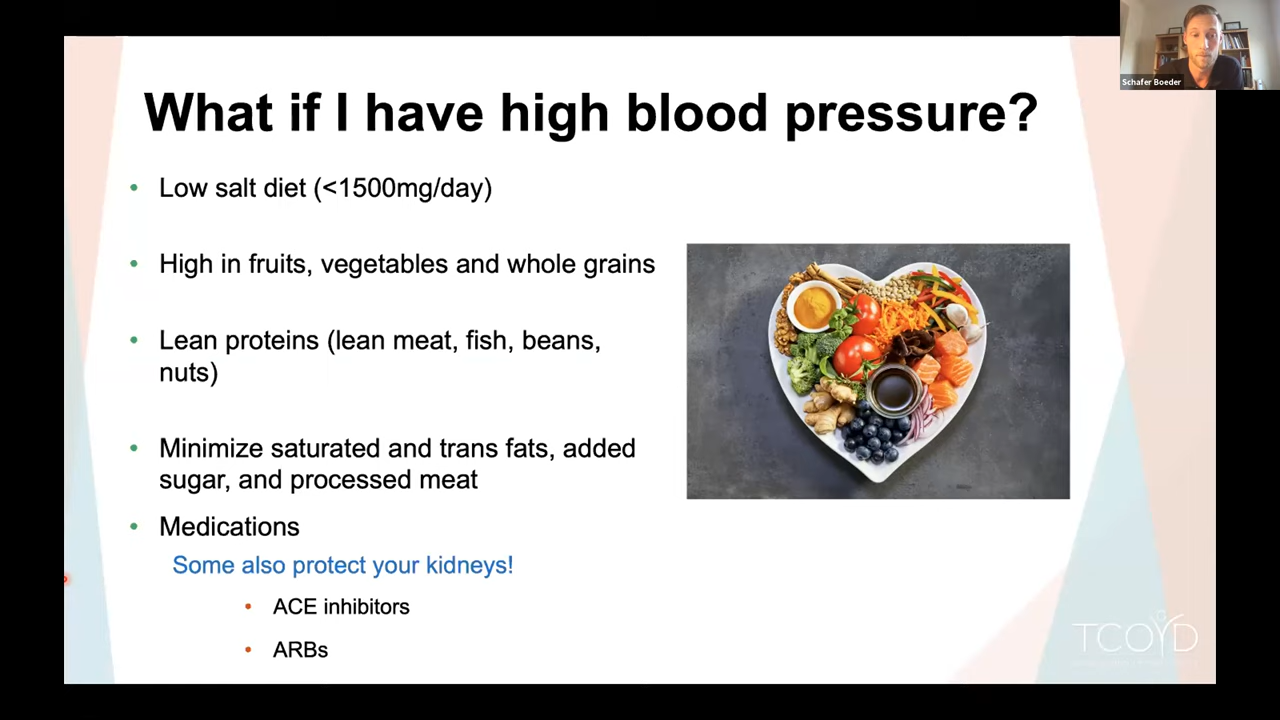 Schafer Boeder
What if I have high blood pressure?
• Low salt diet (<1500mg/day)
• High in fruits, vegetables and whole grains
• Lean proteins (lean meat, fish, beans,
nuts)
• Minimize saturated and trans fats, added
sugar, and processed meat
• Medications
Some also protect your kidneys!
• ACE inhibitors
• ARBs
TCOYD